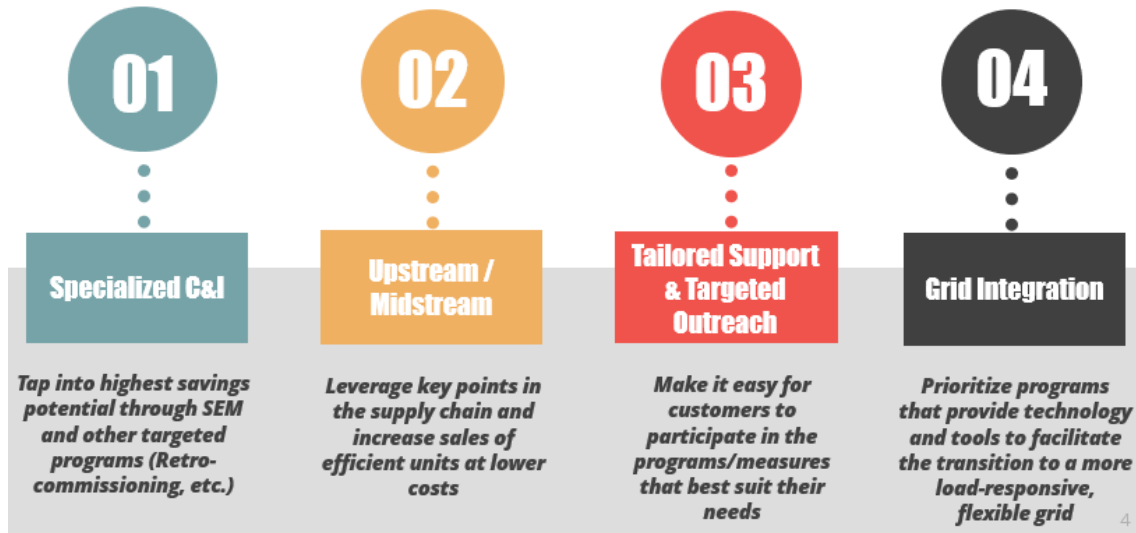 01
Specialized C&I
Tap into highest savings
potential through SEM
and other targeted
programs (Retro-
commissioning, etc.)
02
Upstream /
Midstream
Leverage key points in
the supply chain and
increase sales of
efficient units at lower
costs
03
Tailored Support
& Targeted
Outreach
Make it easy for
customers to
participate in the
programs/measures
that best suit their
needs
04
Grid Integration
Prioritize programs
that provide technology
and tools to facilitate
the transition to a more
load-responsive,
flexible grid
4